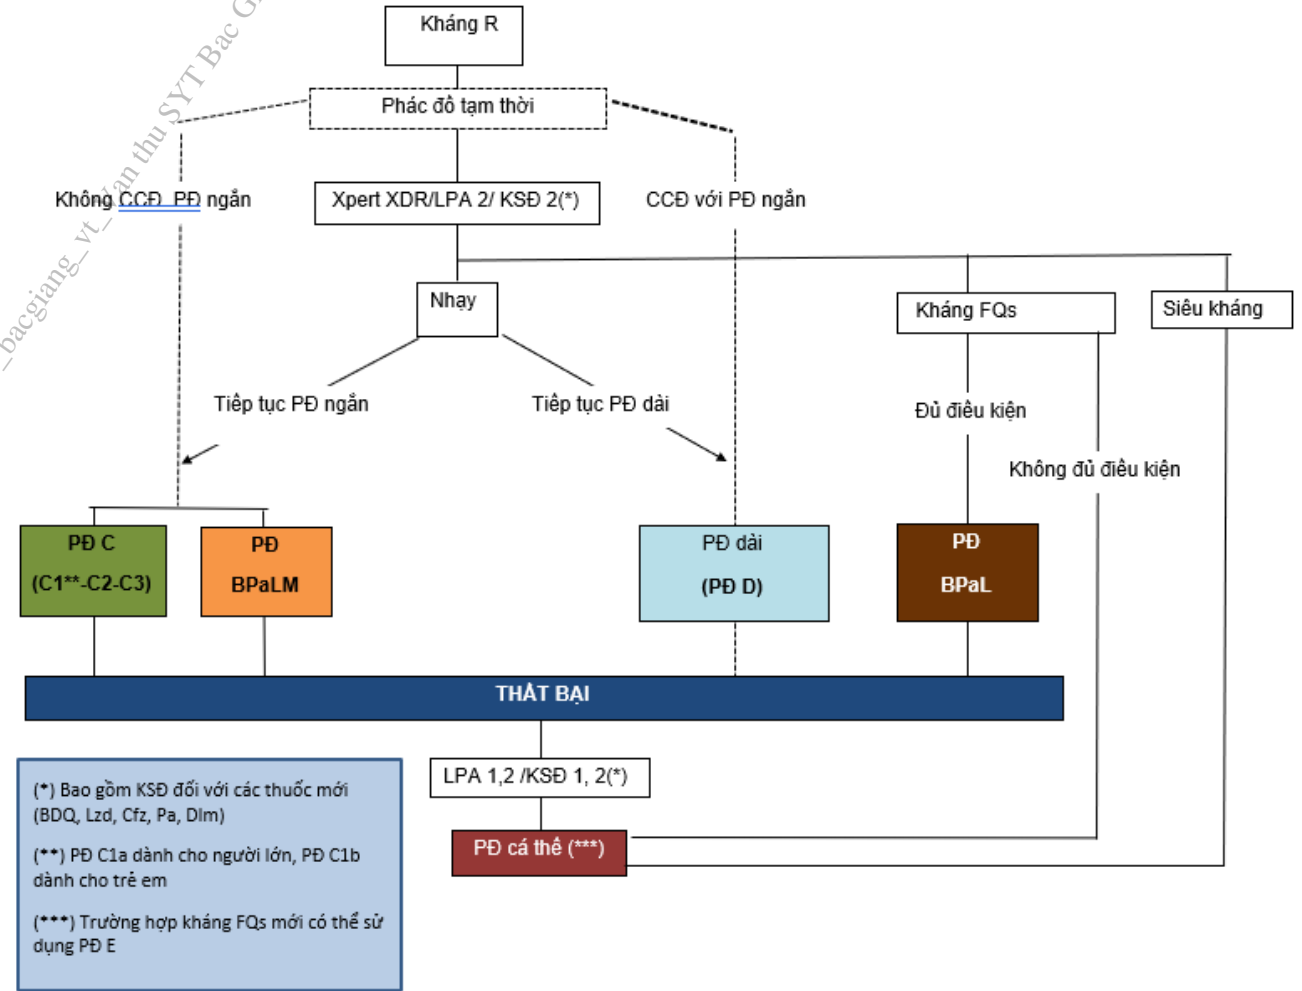 Kháng R
Phác đồ tạm thời
Không CCĐ PĐ ngắn
Xpert XDR/LPA 2/ KSĐ 2(*)
CCĐ với PĐ ngắn
Nhạy
Kháng FQs
Siêu kháng
Tiếp tục PĐ ngắn
Tiếp tục PĐ dài
Đủ điều kiện
Không đủ điều kiện
PĐ C
(C1**-C2-C3)
PĐ
BPaLM
PĐ dài
(PĐ D)
PĐ
BPaL
THẤT BẠI
LPA 1,2 /KSĐ 1, 2(*)
PĐ cá thể (***)
(*) Bao gồm KSĐ đối với các thuốc mới
(BDQ, Lzd, Cfz, Pa, Dlm)
(**) PĐ C1a dành cho người lớn, PĐ C1b
dành cho trẻ em
(***) Trường hợp kháng FQs mới có thể sử
dụng PĐ E
_bacgiang_vt_Van thu SYT Bac G